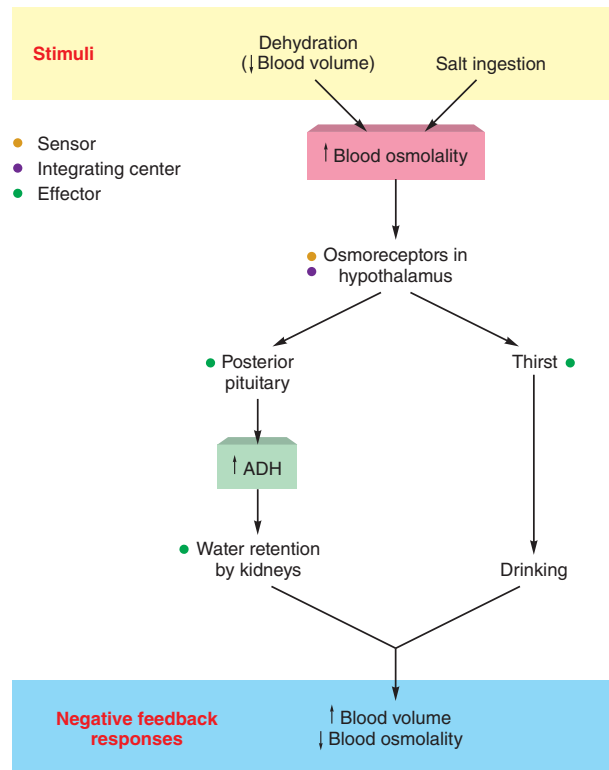 Stimuli
Dehydration
(↓ Blood volume)
Salt ingestion
Sensor
Integrating center
Effector
↑ Blood osmolality
Osmoreceptors in
hypothalamus
Posterior
pituitary
Thirst
↑ ADH
Water retention
by kidneys
Drinking
Negative feedback
responses
↑ Blood volume
↓ Blood osmolality